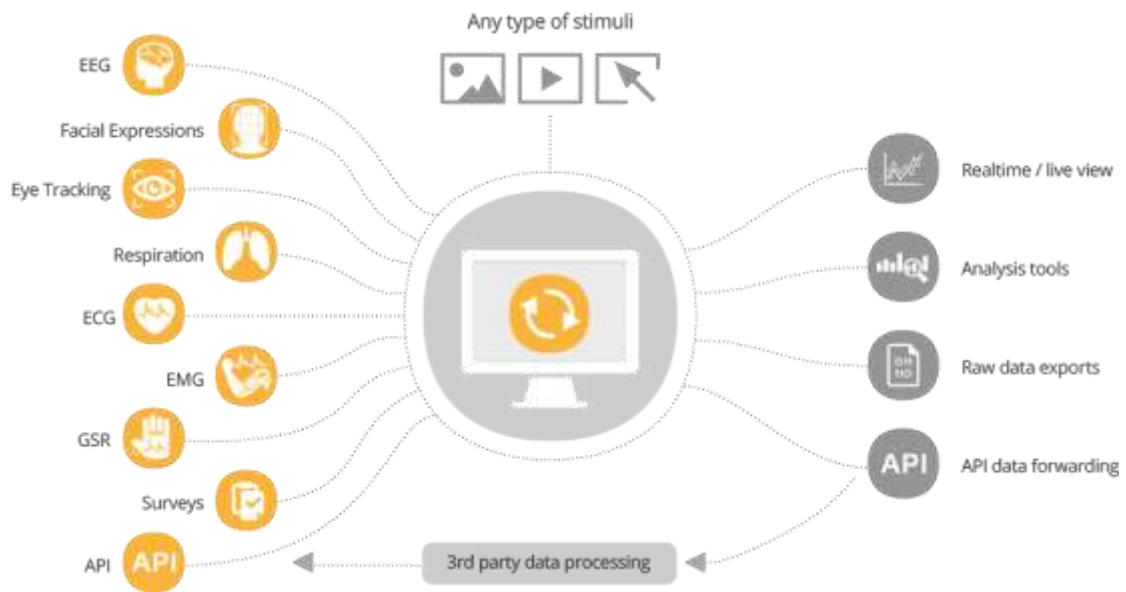 Any type of stimuli
EEG
Facial Expressions
Eye Tracking
Respiration
ECG
EMG
GSR
Surveys
API
API
Realtime / live view
Analysis tools
Raw data exports
API
API data forwarding
3rd party data processing